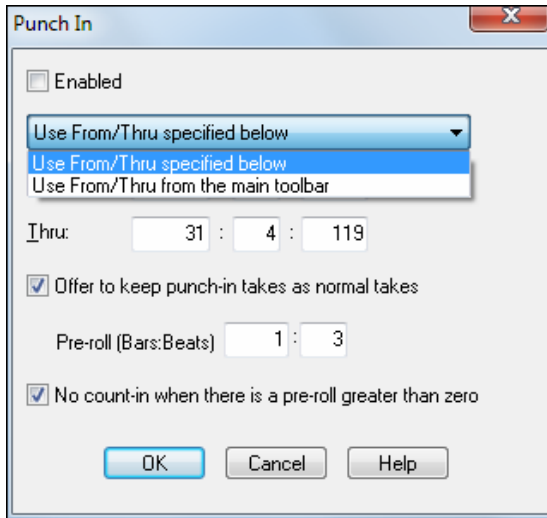 Punch In
Enabled
Use From/Thru specified below
Use From/Thru specified below
Use From/Thru from the main toolbar
Thru: 31 : 4 : 119
Offer to keep punch-in takes as normal takes
Pre-roll (Bars:Beats) 1 : 3
No count-in when there is a pre-roll greater than zero
OK Cancel Help